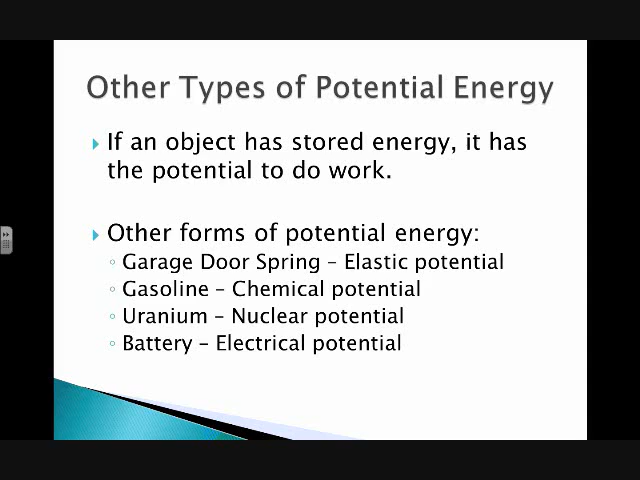 Other Types of Potential Energy
If an object has stored energy, it has
the potential to do work.
Other forms of potential energy:
Garage Door Spring – Elastic potential
Gasoline – Chemical potential
Uranium – Nuclear potential
Battery – Electrical potential